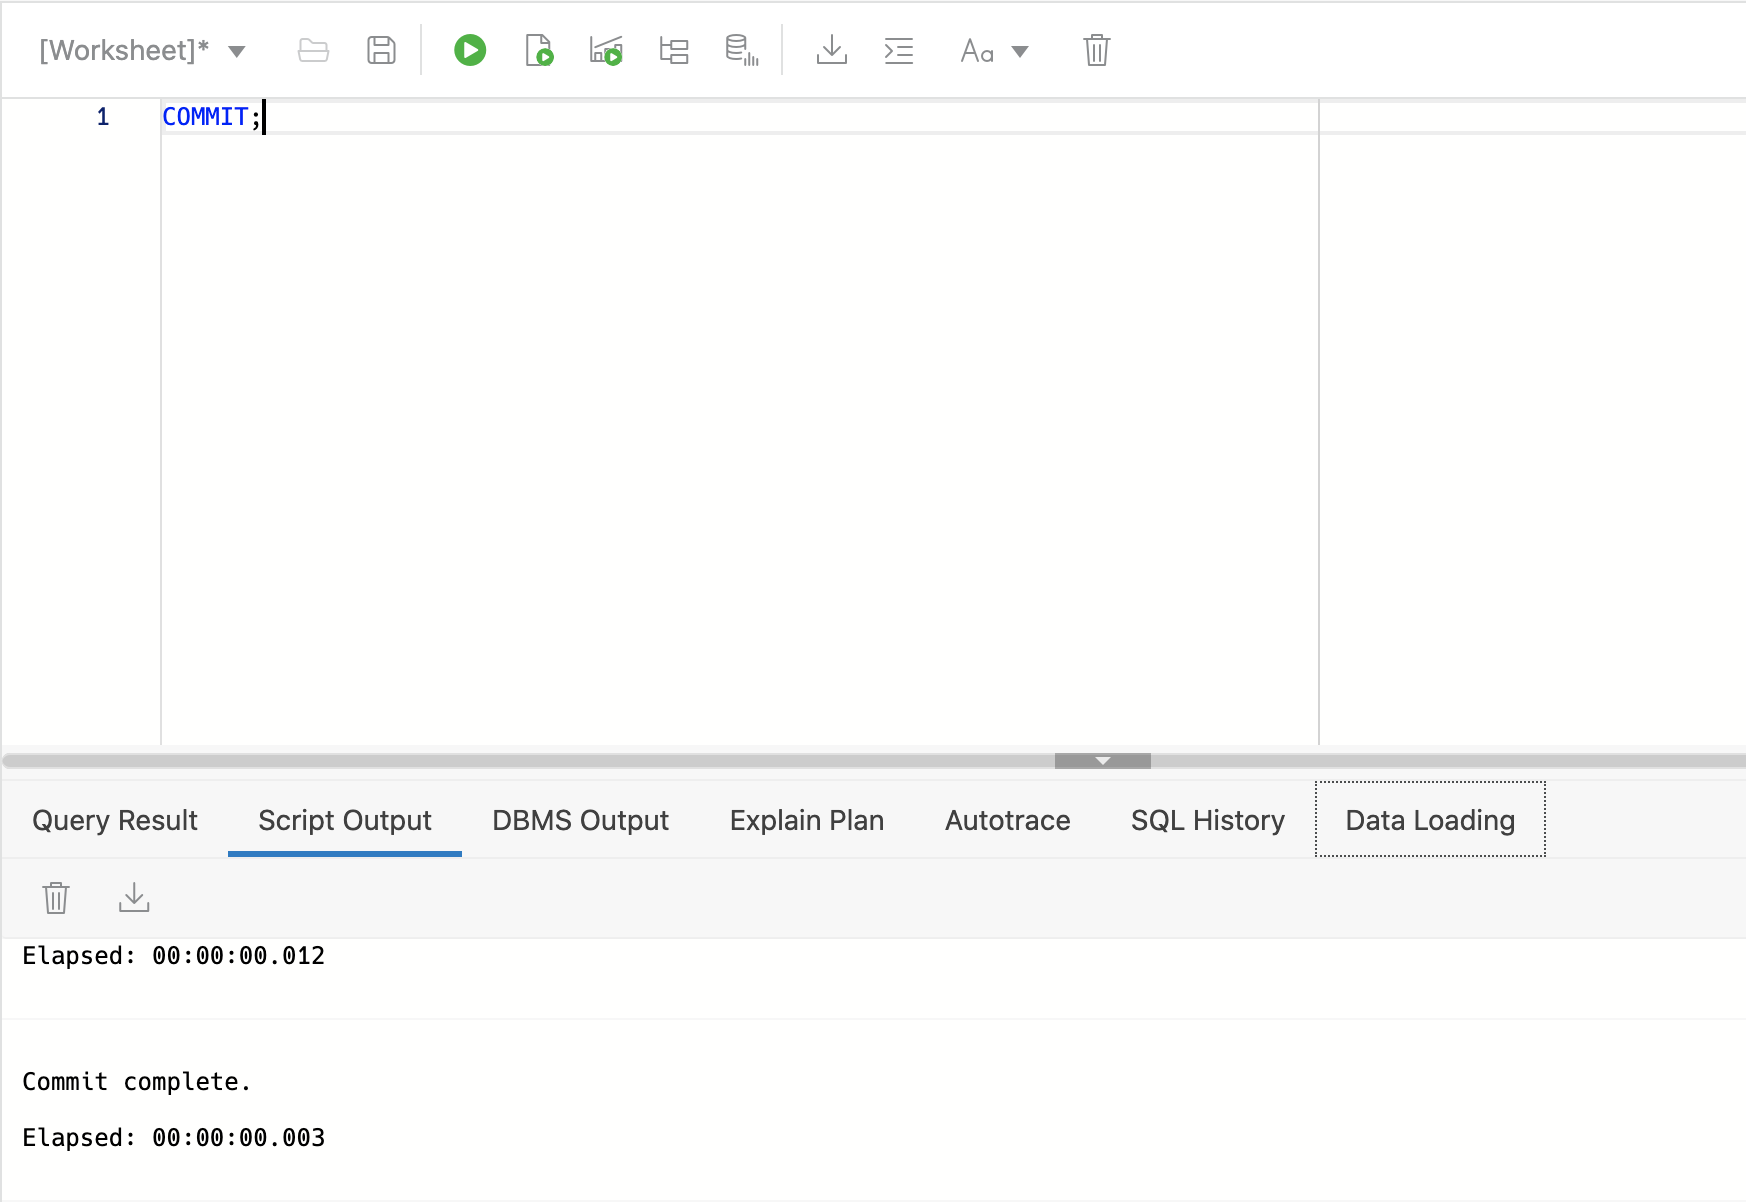 [Worksheet]* Aa
1 COMMIT;
Query Result Script Output DBMS Output Explain Plan Autotrace SQL History Data Loading
Elapsed: 00:00:00.012
Commit complete.
Elapsed: 00:00:00.003